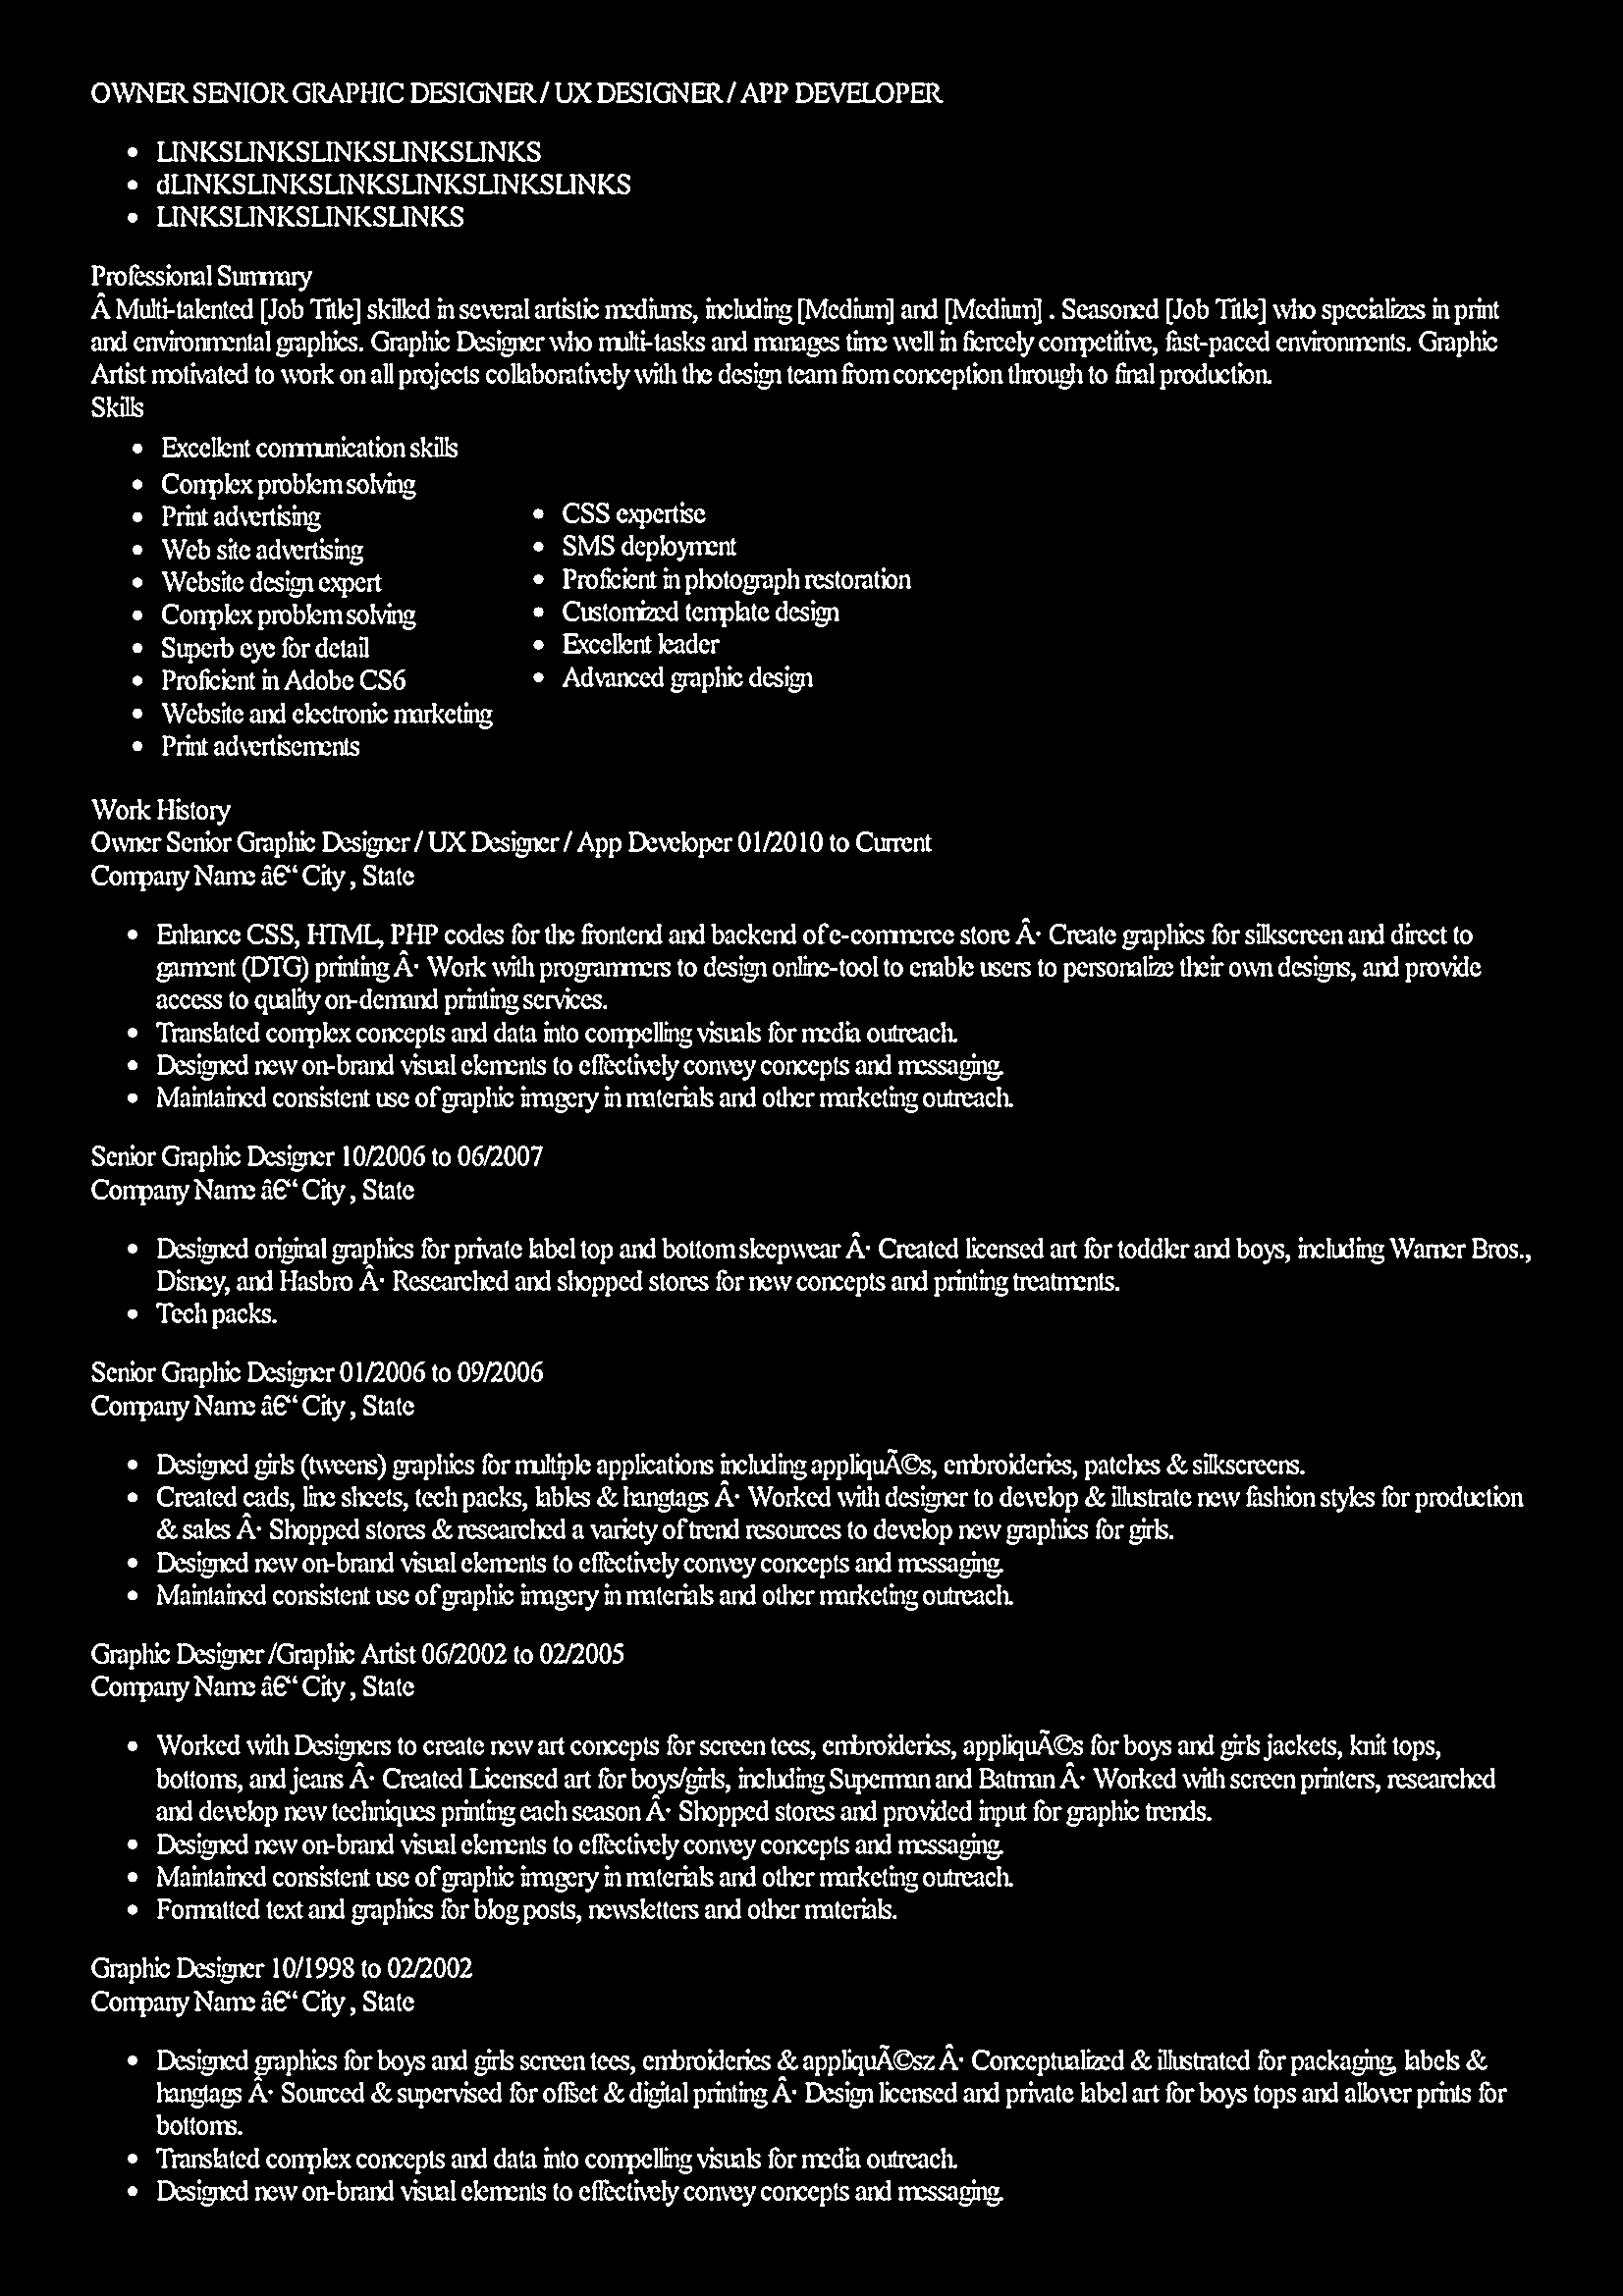 OWNER SENIOR GRAPHIC DESIGNER / UX DESIGNER / APP DEVELOPER
• LINKSLINKSLINKSLINKSLINKS
• dLINKSLINKSLINKSLINKSLINKSLINKS
• LINKSLINKSLINKSLINKS
Professional Summary
Â Multi-talented [Job Title] skilled in several artistic mediums, including [Medium] and [Medium] . Seasoned [Job Title] who specializes in print
and environmental graphics. Graphic Designer who multi-tasks and manages time well in fiercely competitive, fast-paced environments. Graphic
Artist motivated to work on all projects collaboratively with the design team from conception through to final production.
Skills
• Excellent communication skills
• Complex problem solving
• Print advertising
• Web site advertising
• Website design expert
• Complex problem solving
• Superb eye for detail
• Proficient in Adobe CS6
• Website and electronic marketing
• Print advertisements
• CSS expertise
• SMS deployment
• Proficient in photograph restoration
• Customized template design
• Excellent leader
• Advanced graphic design
Work History
Owner Senior Graphic Designer / UX Designer / App Developer 01/2010 to Current
Company Name â€“ City , State
• Enhance CSS, HTML, PHP codes for the frontend and backend of e-commerce store Â· Create graphics for silkscreen and direct to
garment (DTG) printing Â· Work with programmers to design online-tool to enable users to personalize their own designs, and provide
access to quality on-demand printing services.
• Translated complex concepts and data into compelling visuals for media outreach.
• Designed new on-brand visual elements to effectively convey concepts and messaging.
• Maintained consistent use of graphic imagery in materials and other marketing outreach.
Senior Graphic Designer 10/2006 to 06/2007
Company Name â€“ City , State
• Designed original graphics for private label top and bottom sleepwear Â· Created licensed art for toddler and boys, including Warner Bros.,
Disney, and Hasbro Â· Researched and shopped stores for new concepts and printing treatments.
• Tech packs.
Senior Graphic Designer 01/2006 to 09/2006
Company Name â€“ City , State
• Designed girls (tweens) graphics for multiple applications including appliquÃ©s, embroideries, patches & silkscreens.
• Created cads, line sheets, tech packs, lables & hangtags Â· Worked with designer to develop & illustrate new fashion styles for production
& sales Â· Shopped stores & researched a variety of trend resources to develop new graphics for girls.
• Designed new on-brand visual elements to effectively convey concepts and messaging.
• Maintained consistent use of graphic imagery in materials and other marketing outreach.
Graphic Designer /Graphic Artist 06/2002 to 02/2005
Company Name â€“ City , State
• Worked with Designers to create new art concepts for screen tees, embroideries, appliquÃ©s for boys and girls jackets, knit tops,
bottoms, and jeans Â· Created Licensed art for boys/girls, including Superman and Batman Â· Worked with screen printers, researched
and develop new techniques printing each season Â· Shopped stores and provided input for graphic trends.
• Designed new on-brand visual elements to effectively convey concepts and messaging.
• Maintained consistent use of graphic imagery in materials and other marketing outreach.
• Formatted text and graphics for blog posts, newsletters and other materials.
Graphic Designer 10/1998 to 02/2002
Company Name â€“ City , State
• Designed graphics for boys and girls screen tees, embroideries & appliquÃ©sz Â· Conceptualized & illustrated for packaging, labels &
hangtags Â· Sourced & supervised for offset & digital printing Â· Design licensed and private label art for boys tops and allover prints for
bottoms.
• Translated complex concepts and data into compelling visuals for media outreach.
• Designed new on-brand visual elements to effectively convey concepts and messaging.